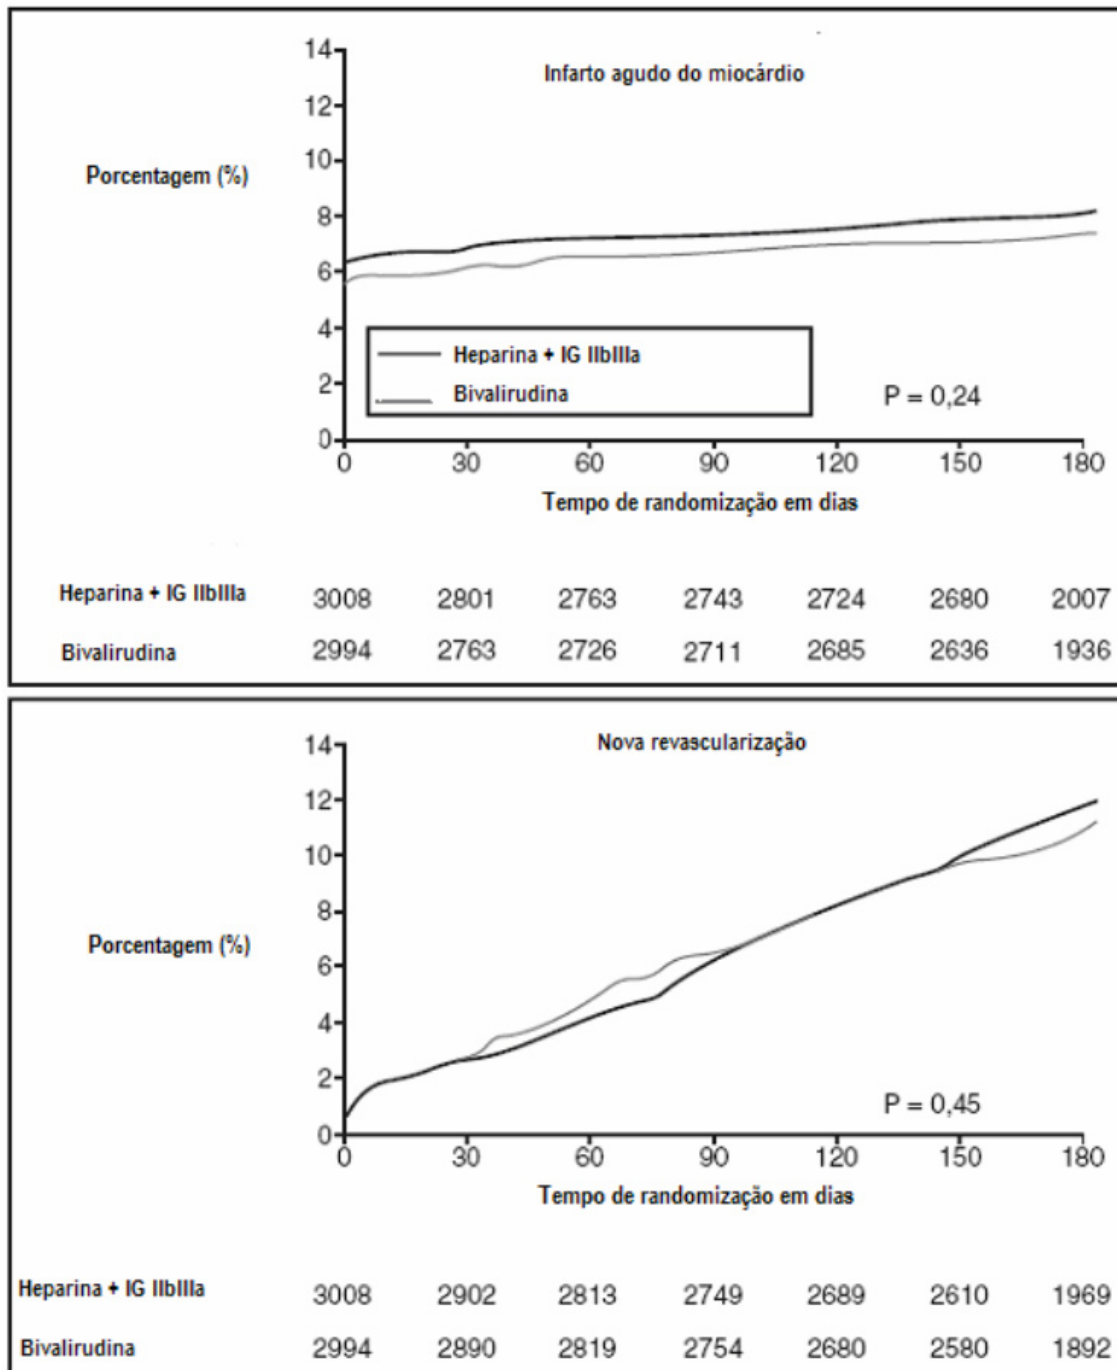 14
Infarto agudo do miocárdio
12
10
Porcentagem (%)
8
6
4
Heparina + IG IIbIIIa
2
Bivalirudina
P = 0,24
0
0 30 60 90 120 150 180
Tempo de randomização em dias
Heparina + IG IIbIIIa 3008 2801 2763 2743 2724 2680 2007
Bivalirudina 2994 2763 2726 2711 2685 2636 1936
14
Nova revascularização
12
10
Porcentagem (%)
8
6
4
2
P = 0,45
0
0 30 60 90 120 150 180
Tempo de randomização em dias
Heparina + IG IIbIIIa 3008 2902 2813 2749 2689 2610 1969
Bivalirudina 2994 2890 2819 2754 2680 2580 1892